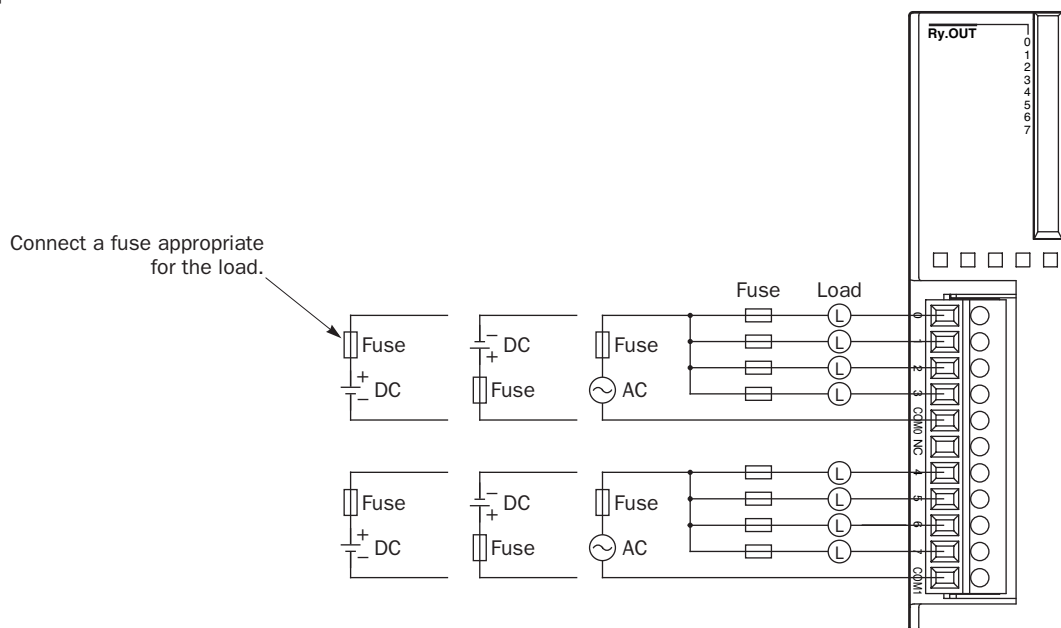 Ry.OUT
0
1
2
3
4
5
6
7
Connect a fuse appropriate
for the load.
Fuse Load
L 0
Fuse − DC Fuse L 1
+
+ L 2
− DC Fuse AC L 3
COM0
NC
L 4
Fuse − DC Fuse L 5
+
+ L 6
− DC Fuse AC L 7
COM1